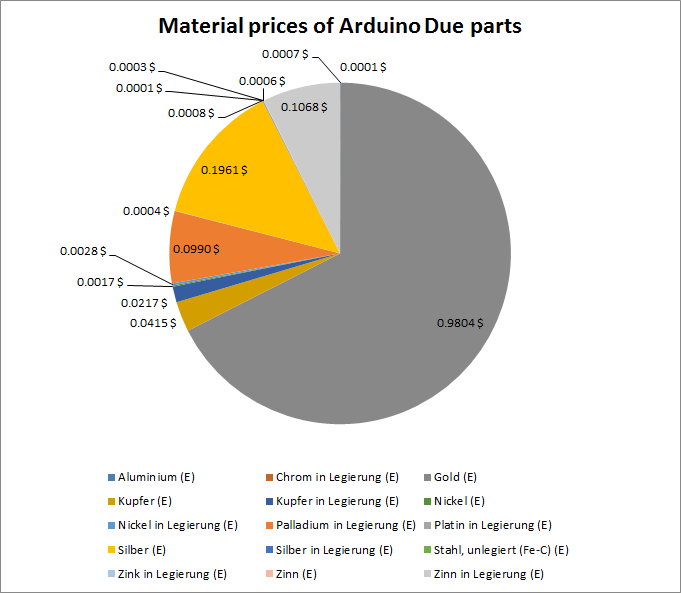 Material prices of Arduino Due parts
0.0007 $
0.0001 $
0.0003 $
0.0006 $
0.0001 $
0.1068 $
0.0008 $
0.1961 $
0.0004 $
0.0990 $
0.0028 $
0.0017 $
0.0217 $
0.0415 $
0.9804 $
Aluminium (E)
Chrom in Legierung (E)
Gold (E)
Kupfer (E)
Kupfer in Legierung (E)
Nickel (E)
Nickel in Legierung (E)
Palladium in Legierung (E)
Platin in Legierung (E)
Silber (E)
Silber in Legierung (E)
Stahl, unlegiert (Fe-C) (E)
Zink in Legierung (E)
Zinn (E)
Zinn in Legierung (E)